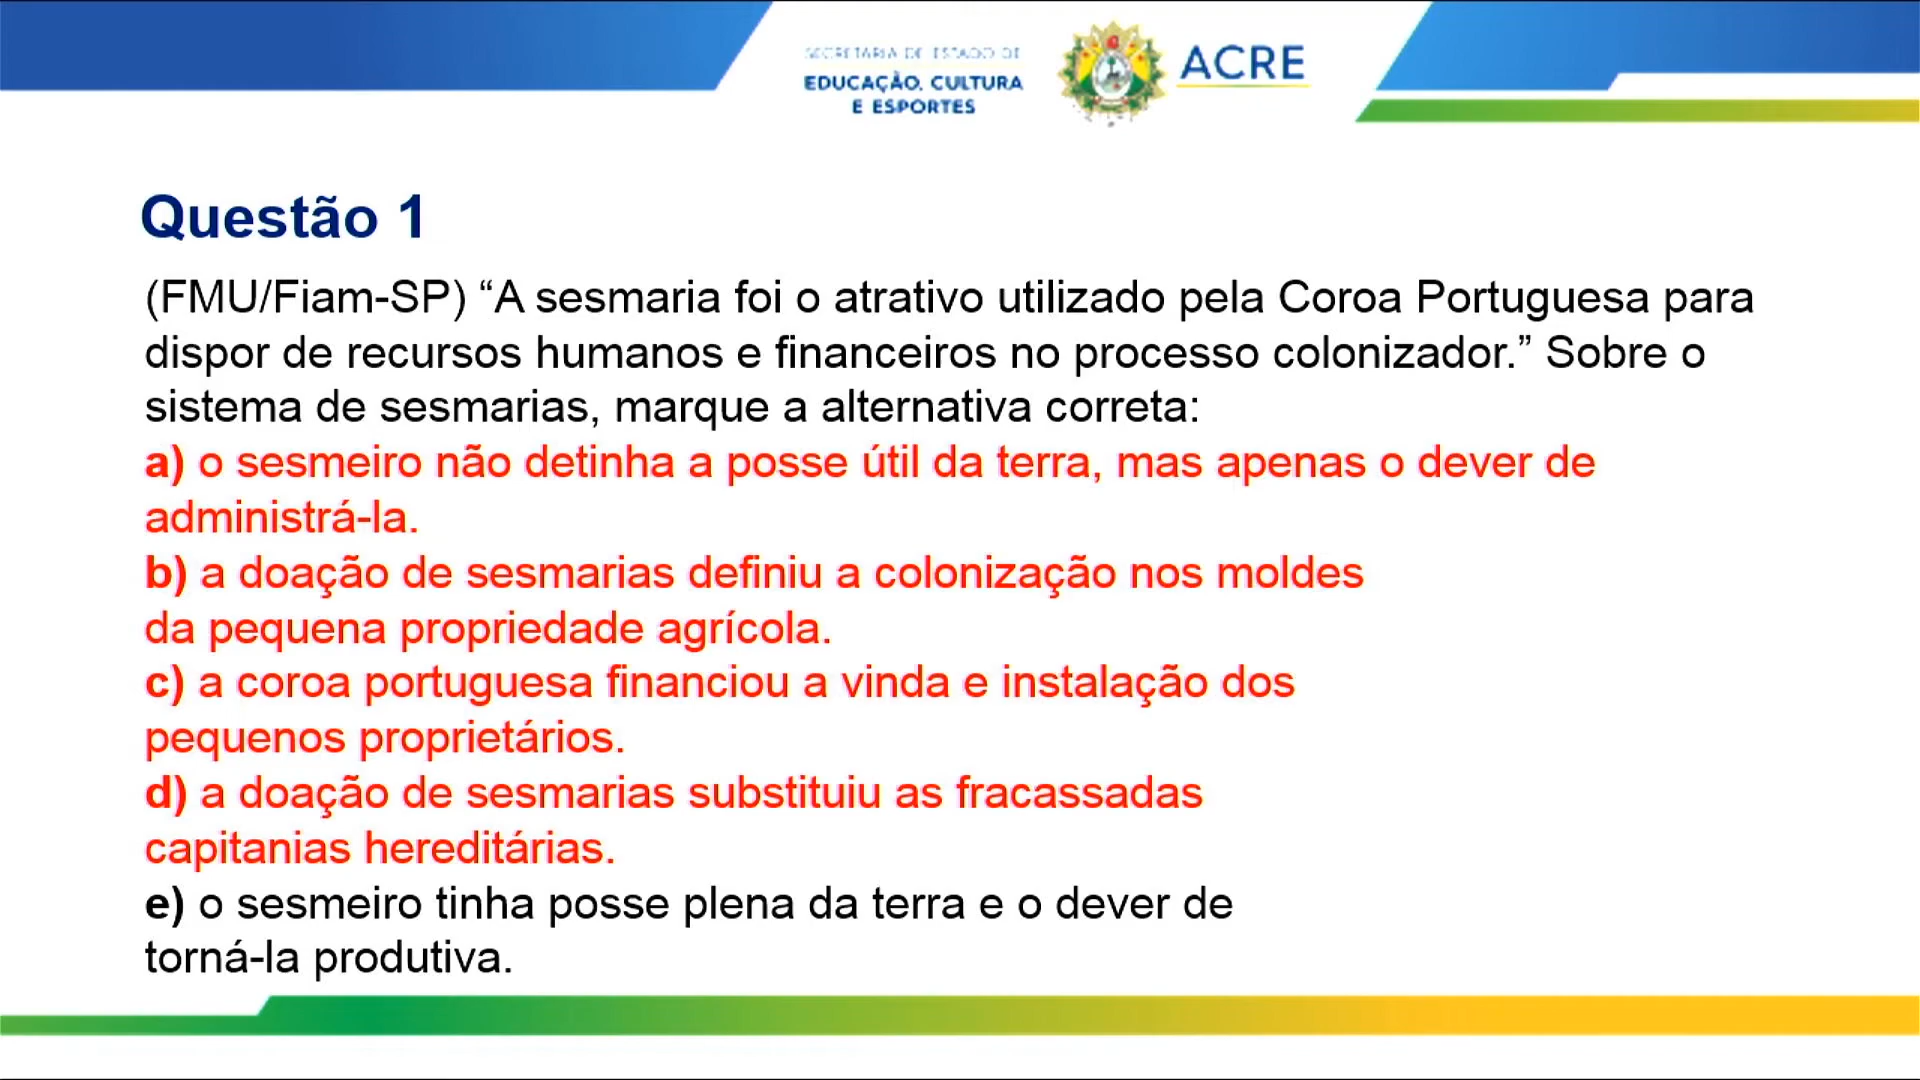 SECRETARIA DE ESTADO DE
EDUCAÇÃO, CULTURA
E ESPORTES
ACRE
Questão 1
(FMU/Fiam-SP) “A sesmaria foi o atrativo utilizado pela Coroa Portuguesa para
dispor de recursos humanos e financeiros no processo colonizador.” Sobre o
sistema de sesmarias, marque a alternativa correta:
a) o sesmeiro não detinha a posse útil da terra, mas apenas o dever de
administrá-la.
b) a doação de sesmarias definiu a colonização nos moldes
da pequena propriedade agrícola.
c) a coroa portuguesa financiou a vinda e instalação dos
pequenos proprietários.
d) a doação de sesmarias substituiu as fracassadas
capitanias hereditárias.
e) o sesmeiro tinha posse plena da terra e o dever de
torná-la produtiva.